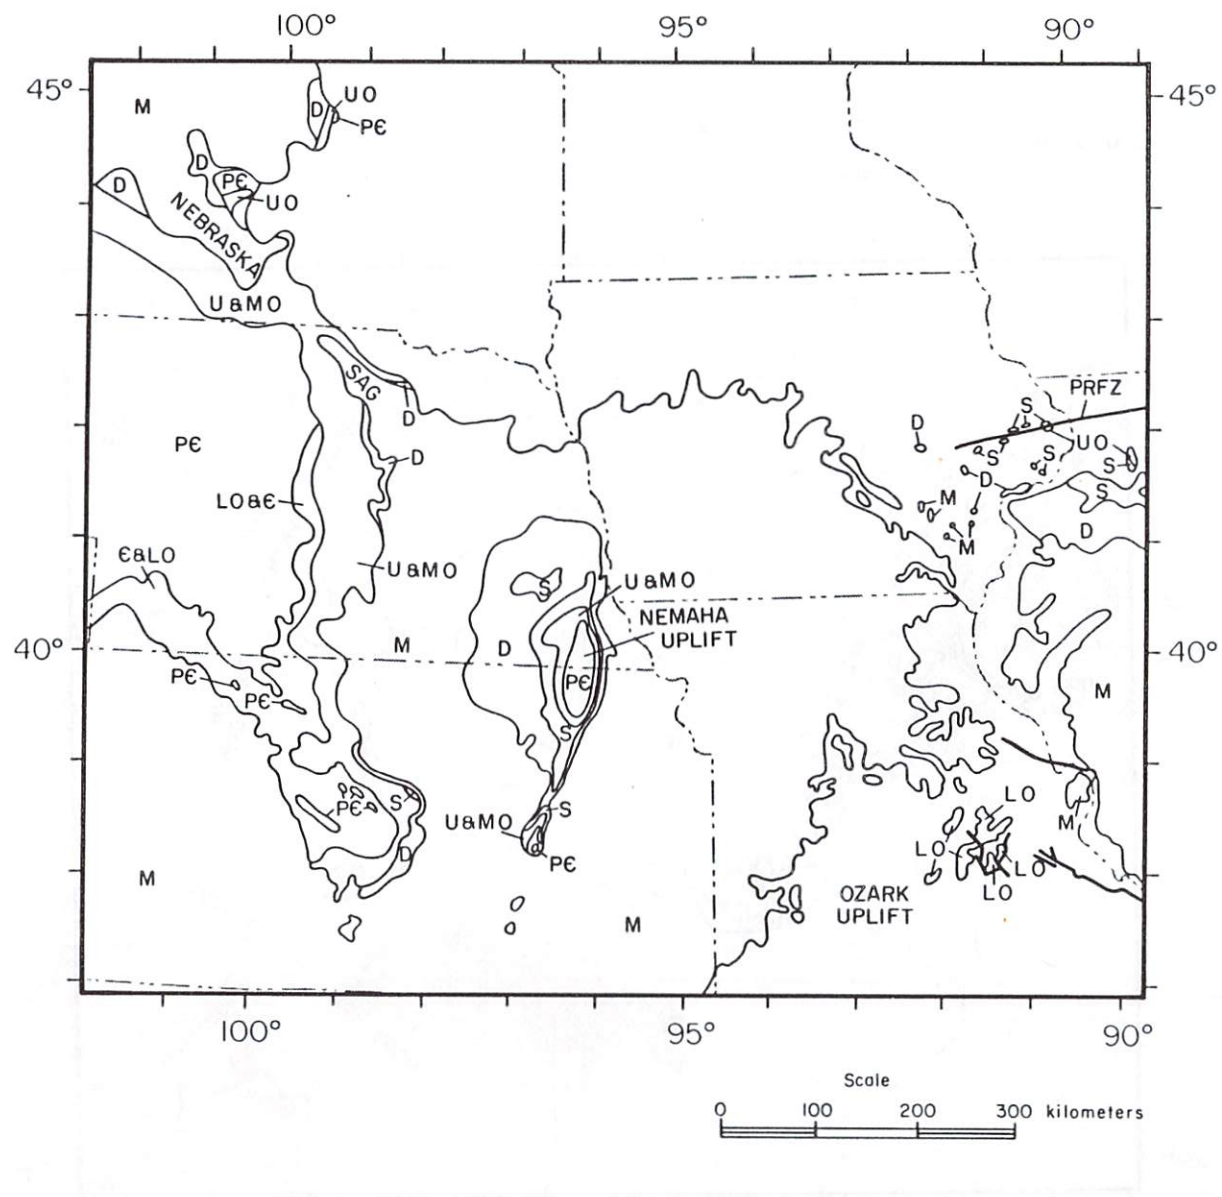 100°
95°
90°
45°
45°
M
D
UO
PЄ
D
PЄ
UO
D
NEBRASKA
SAG
U&MO
D
PRFZ
S
D
UO
PЄ
D
S
S
S
S
LO&Є
D
M
D
M
Є&LO
U&MO
S
U&MO
NEMAHA
UPLIFT
40°
40°
M
D
PЄ
PЄ
PЄ
M
S
PЄ
S
S
U&MO
LO
M
D
PЄ
LO
LO
LO
M
OZARK
UPLIFT
M
100°
95°
90°
Scale
0 100 200 300 kilometers